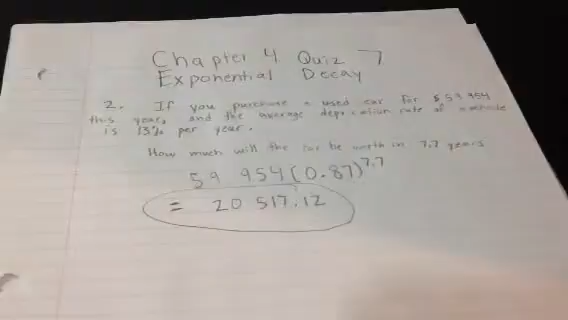 Chapter 4 Quiz 7
Exponential Decay
2. If you purchase a used car for $59 954
this year, and the average depreciation rate of a vehicle
is 13% per year.
How much will the car be worth in 7.7 years
59 954(0.87)^7.7
= 20 517.12